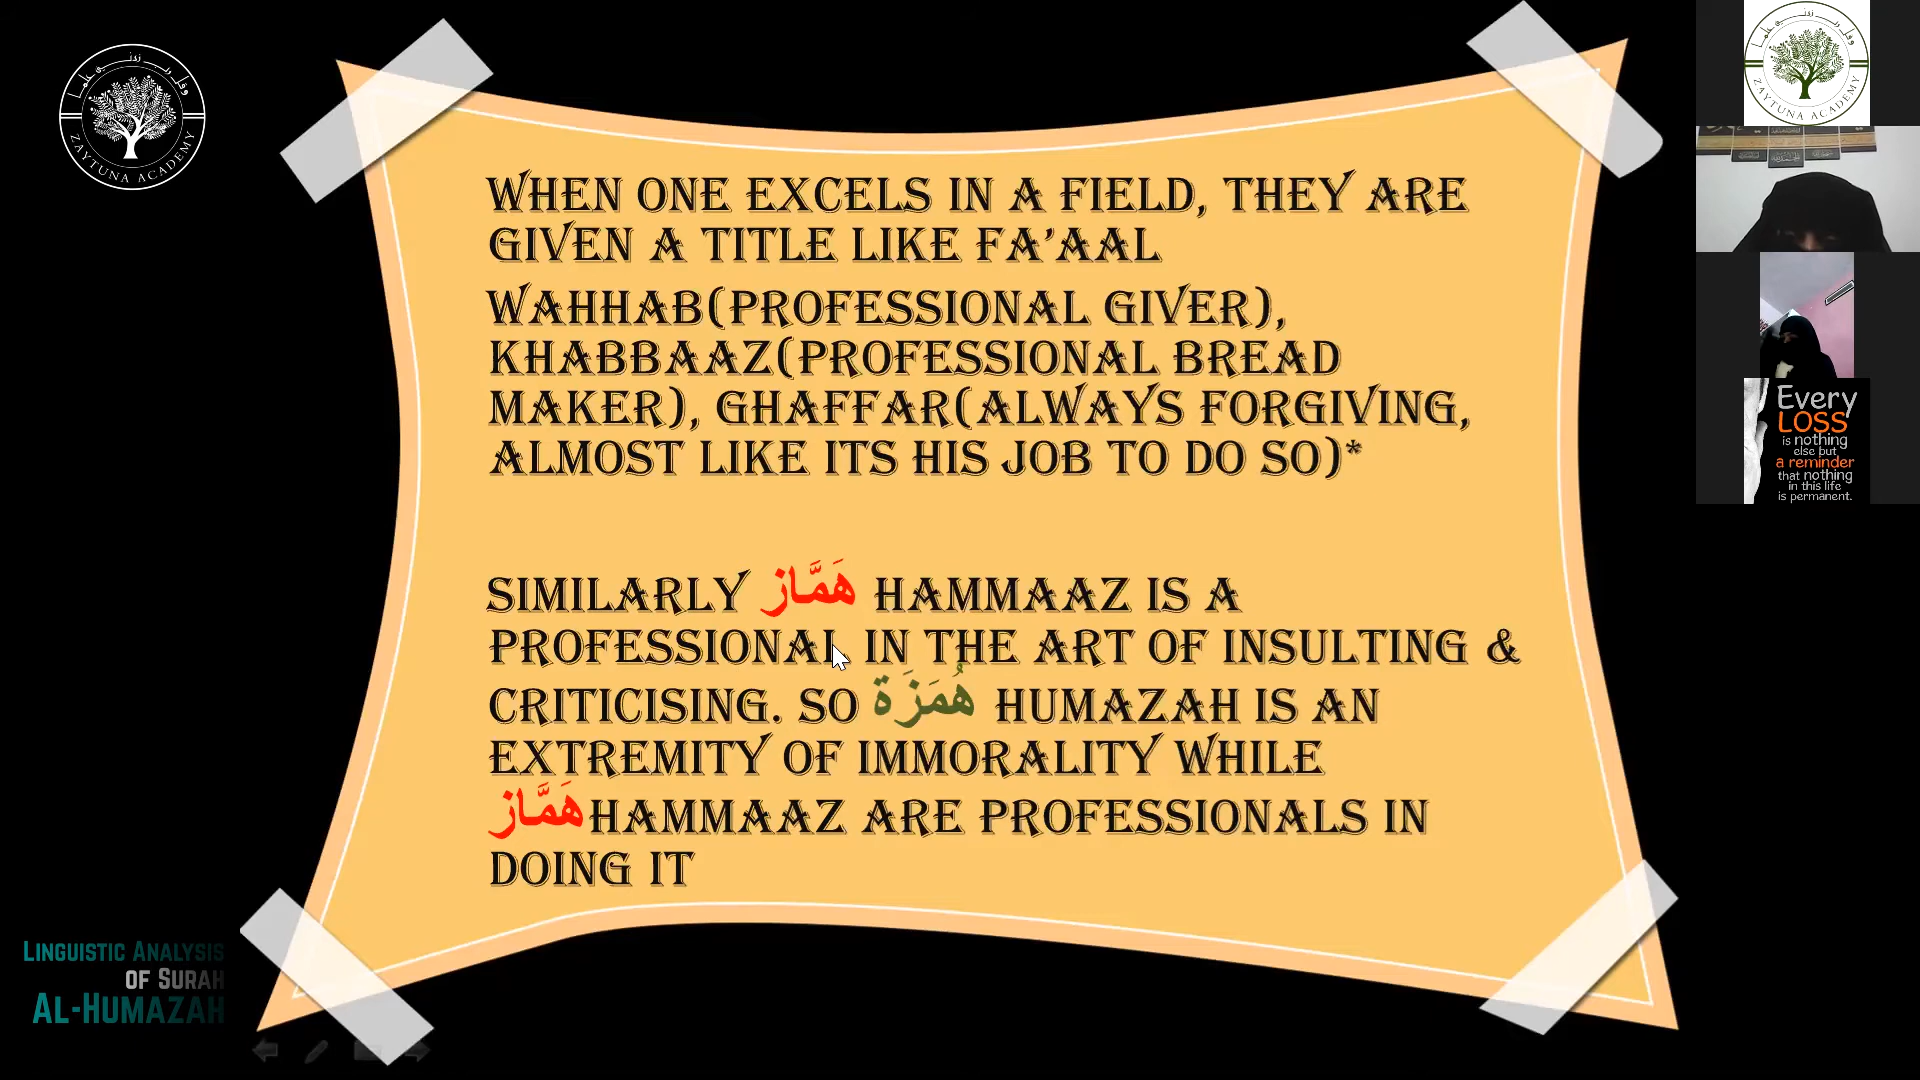 ZAYTUNA ACADEMY
WHEN ONE EXCELS IN A FIELD, THEY ARE
GIVEN A TITLE LIKE FA'AAL
WAHHAB(PROFESSIONAL GIVER),
KHABBAAZ(PROFESSIONAL BREAD
MAKER), GHAFFAR(ALWAYS FORGIVING,
ALMOST LIKE ITS HIS JOB TO DO SO)*
SIMILARLY هَمَّاز HAMMAAZ IS A
PROFESSIONAL IN THE ART OF INSULTING &
CRITICISING. SO هُمَزَة HUMAZAH IS AN
EXTREMITY OF IMMORALITY WHILE
هَمَّاز HAMMAAZ ARE PROFESSIONALS IN
DOING IT
LINGUISTIC ANALYSIS
OF SURAH
AL-HUMAZAH
ZAYTUNA ACADEMY
Every
LOSS
is nothing
else but
a reminder
that nothing
in this life
is permanent.